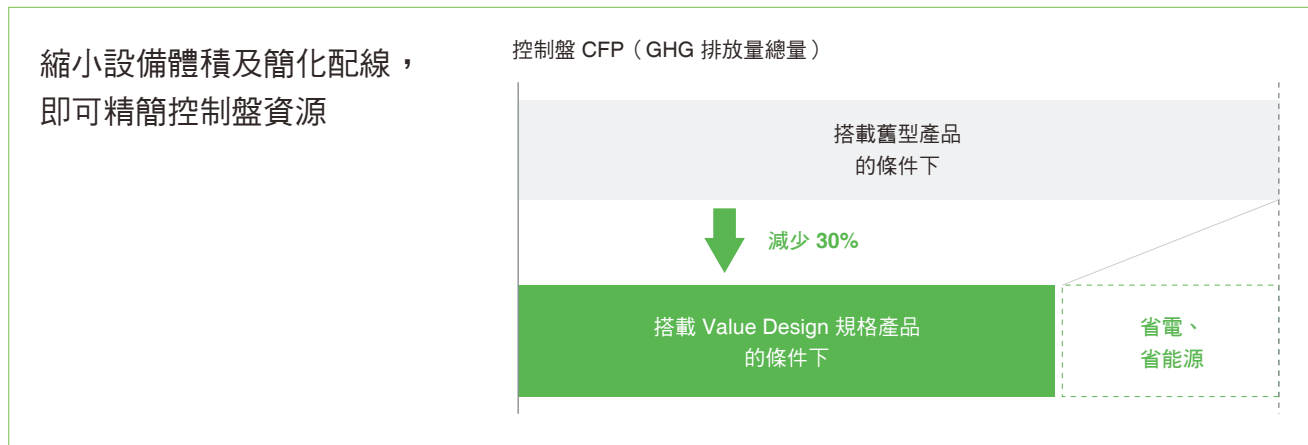 縮小設備體積及簡化配線，
即可精簡控制盤資源
控制盤 CFP（GHG 排放量總量）
搭載舊型產品
的條件下
減少 30%
搭載 Value Design 規格產品
的條件下
省電、
省能源